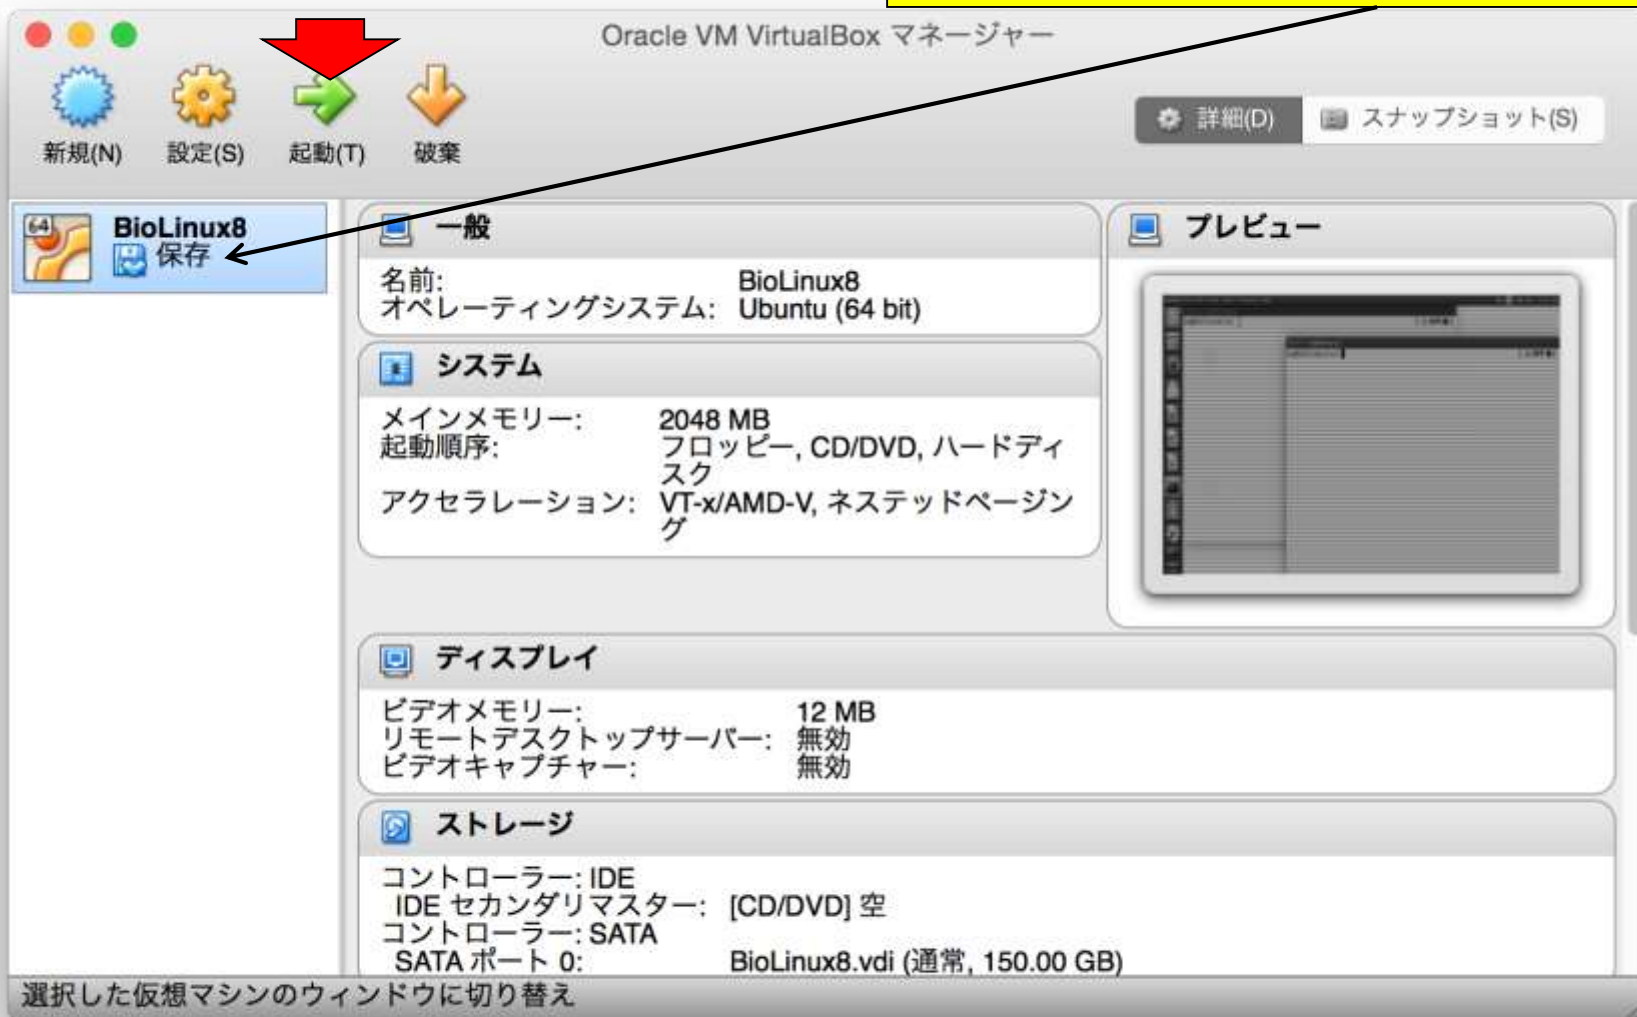 Oracle VM VirtualBox マネージャー
新規(N) 設定(S) 起動(T) 破棄
詳細(D) スナップショット(S)
64
BioLinux8
保存
一般
名前: BioLinux8
オペレーティングシステム: Ubuntu (64 bit)
システム
メインメモリー: 2048 MB
起動順序: フロッピー, CD/DVD, ハードディ
スク
アクセラレーション: VT-x/AMD-V, ネステッドページン
グ
プレビュー
ディスプレイ
ビデオメモリー: 12 MB
リモートデスクトップサーバー: 無効
ビデオキャプチャー: 無効
ストレージ
コントローラー: IDE
IDE セカンダリマスター: [CD/DVD] 空
コントローラー: SATA
SATA ポート 0: BioLinux8.vdi (通常, 150.00 GB)
選択した仮想マシンのウィンドウに切り替え